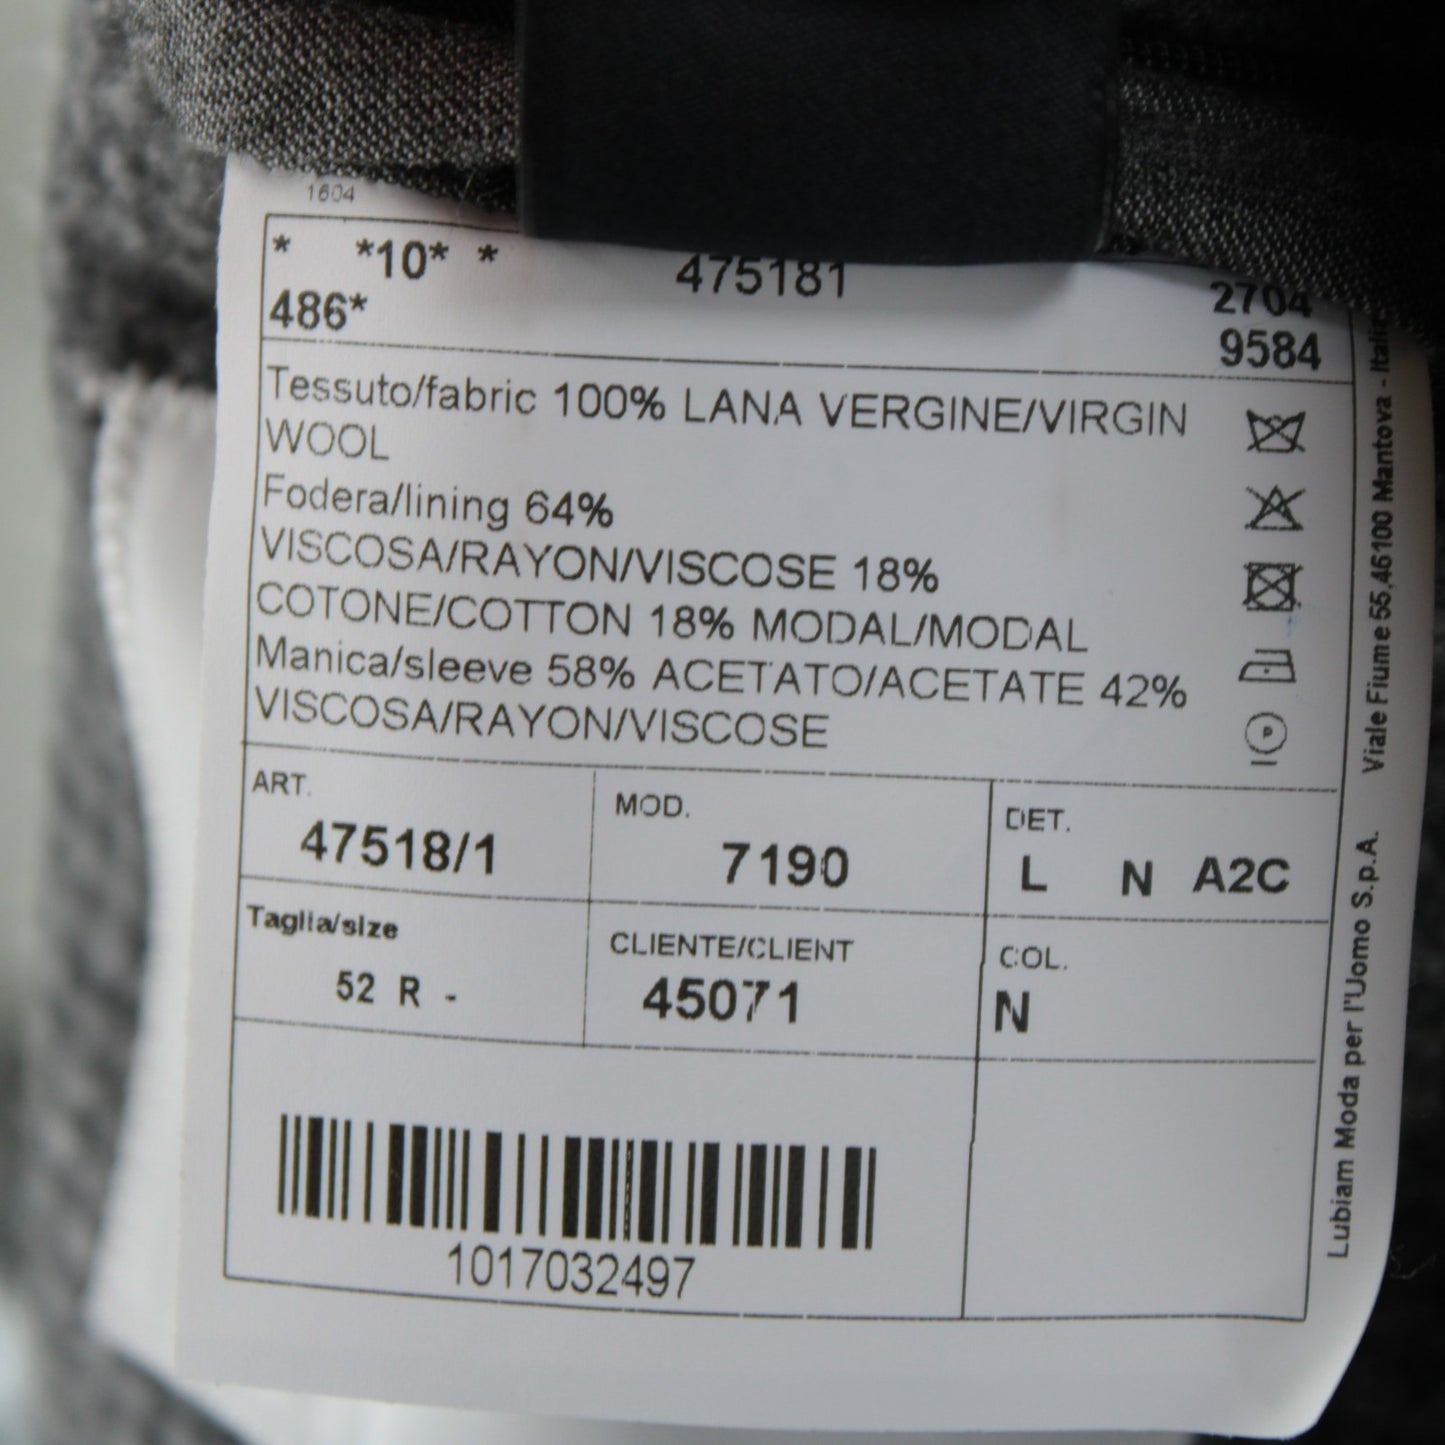 1604
* *10* * 475181 2704
486* 9584
Tessuto/fabric 100% LANA VERGINE/VIRGIN
WOOL
Fodera/lining 64%
VISCOSA/RAYON/VISCOSE 18%
COTONE/COTTON 18% MODAL/MODAL
Manica/sleeve 58% ACETATO/ACETATE 42%
VISCOSA/RAYON/VISCOSE
P
ART.
47518/1
MOD.
7190
DET.
L N A2C
Taglia/size
52 R -
CLIENTE/CLIENT
45071
COL.
N
1017032497
Lubiam Moda per l'Uomo S.p.A. Viale Fiume 55,46100 Mantova -